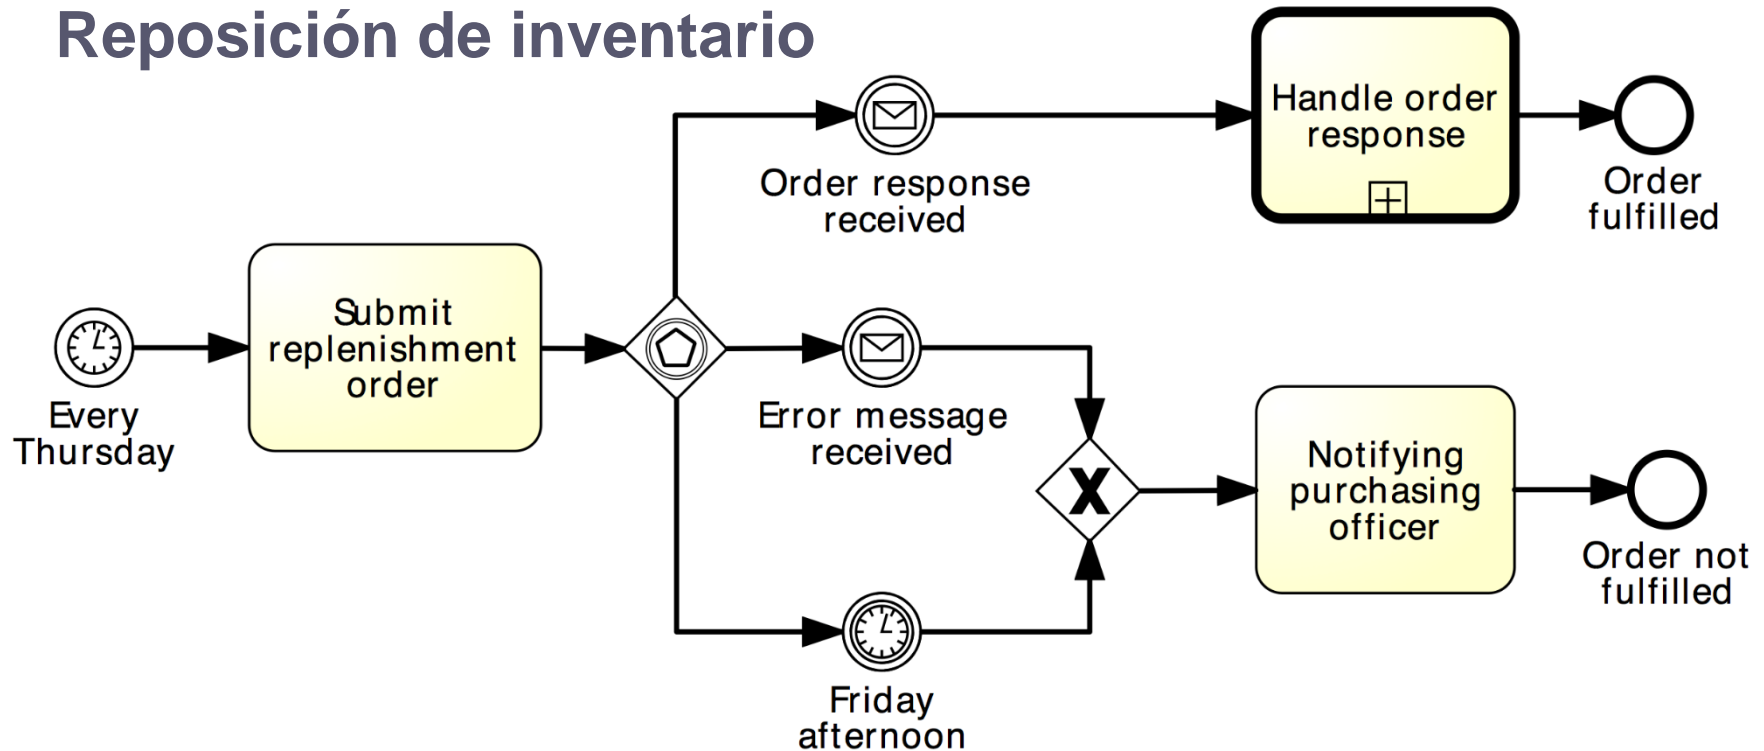 Reposición de inventario
Handle order
response
Order response
received
Order
fulfilled
Submit
replenishment
order
Every
Thursday
Error message
received
X
Notifying
purchasing
officer
Order not
fulfilled
Friday
afternoon